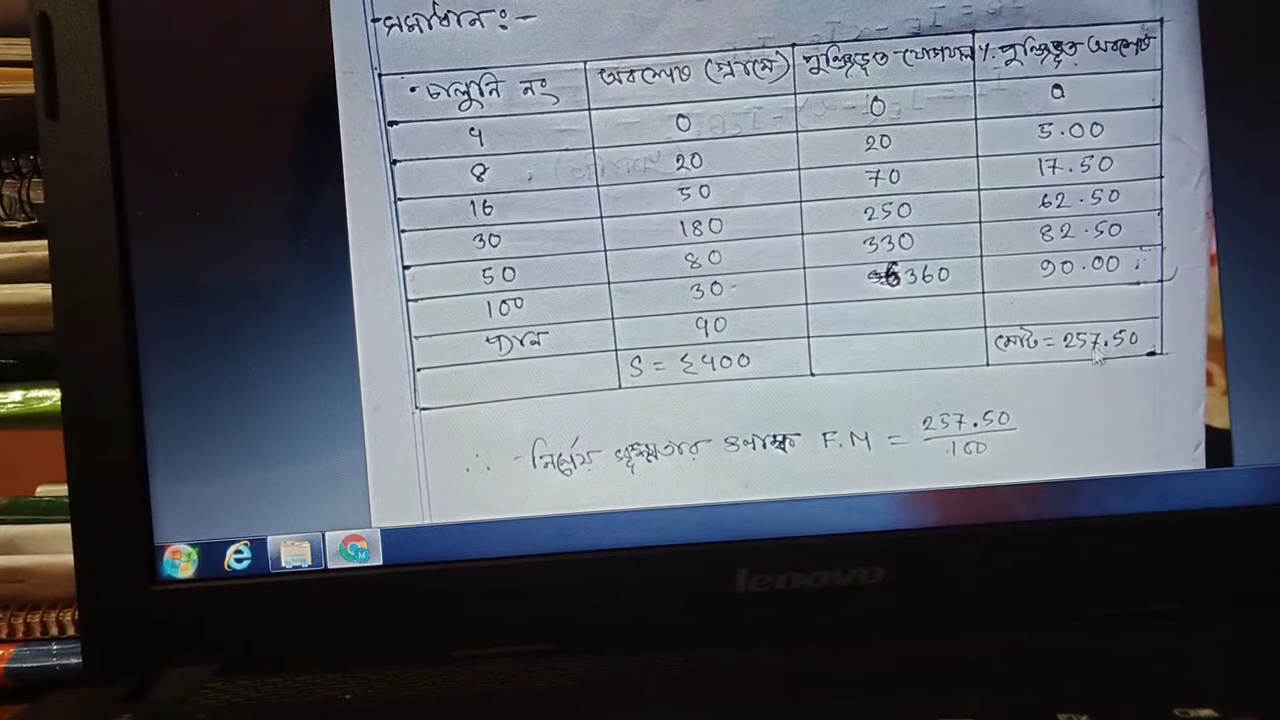 সমাধান:-
চালুনি নং অবশেষ (গ্রামে) পুঞ্জিভূত যোগফল % পুঞ্জিভূত অবশেষ
4 0 0 0
8 20 20 5.00
16 50 70 17.50
30 180 250 62.50
50 80 330 82.50
100 30 360 90.00
প্যান 40
S = Σ400 মোট = 257.50
∴ নির্ণেয় সূক্ষ্মতার গুণাঙ্ক F.M = 257.50
100
lenovo